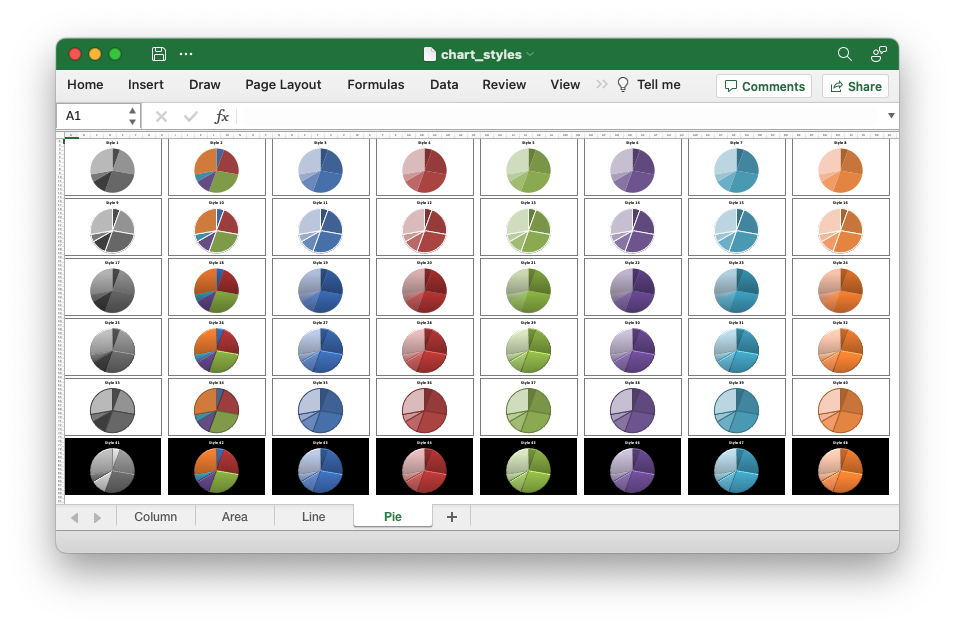 chart_styles
Home Insert Draw Page Layout Formulas Data Review View Tell me Comments Share
A1 fx
Style 1 Style 2 Style 3 Style 4 Style 5 Style 6 Style 7 Style 8
Style 9 Style 10 Style 11 Style 12 Style 13 Style 14 Style 15 Style 16
Style 17 Style 18 Style 19 Style 20 Style 21 Style 22 Style 23 Style 24
Style 25 Style 26 Style 27 Style 28 Style 29 Style 30 Style 31 Style 32
Style 33 Style 34 Style 35 Style 36 Style 37 Style 38 Style 39 Style 40
Style 41 Style 42 Style 43 Style 44 Style 45 Style 46 Style 47 Style 48
Column Area Line Pie +